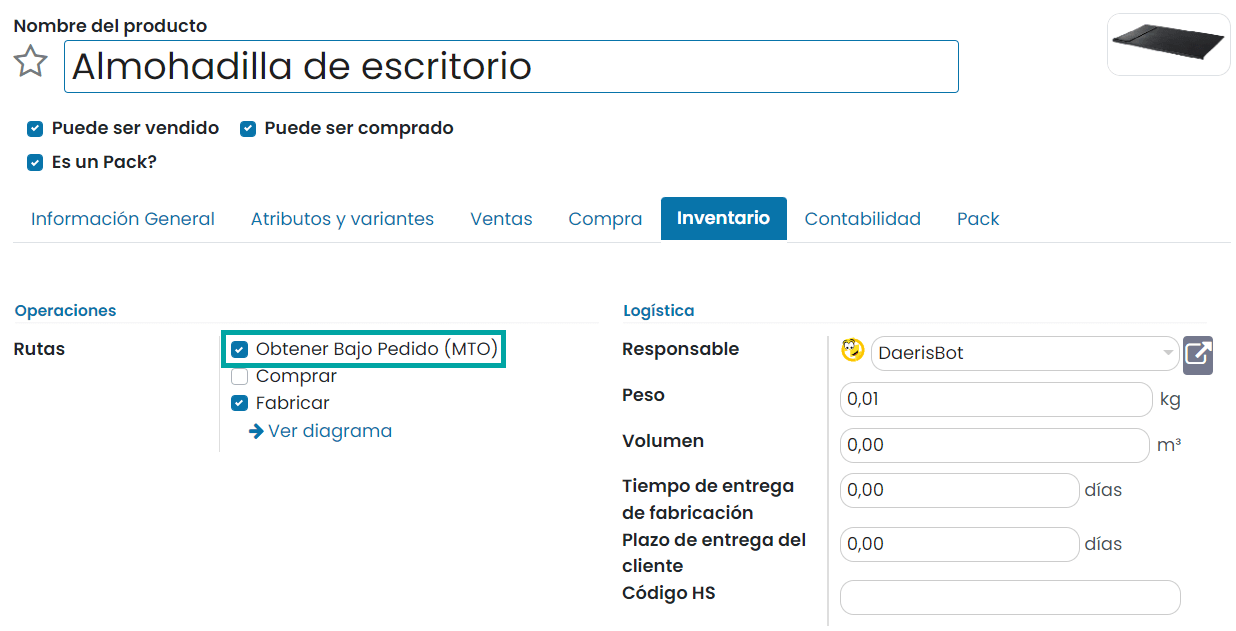 Nombre del producto
Almohadilla de escritorio
Puede ser vendido Puede ser comprado
Es un Pack?
Información General Atributos y variantes Ventas Compra Inventario Contabilidad Pack
Operaciones
Rutas
Obtener Bajo Pedido (MTO)
Comprar
Fabricar
Ver diagrama
Logística
Responsable DaerisBot
Peso 0,01 kg
Volumen 0,00 m³
Tiempo de entrega
de fabricación 0,00 días
Plazo de entrega del
cliente 0,00 días
Código HS